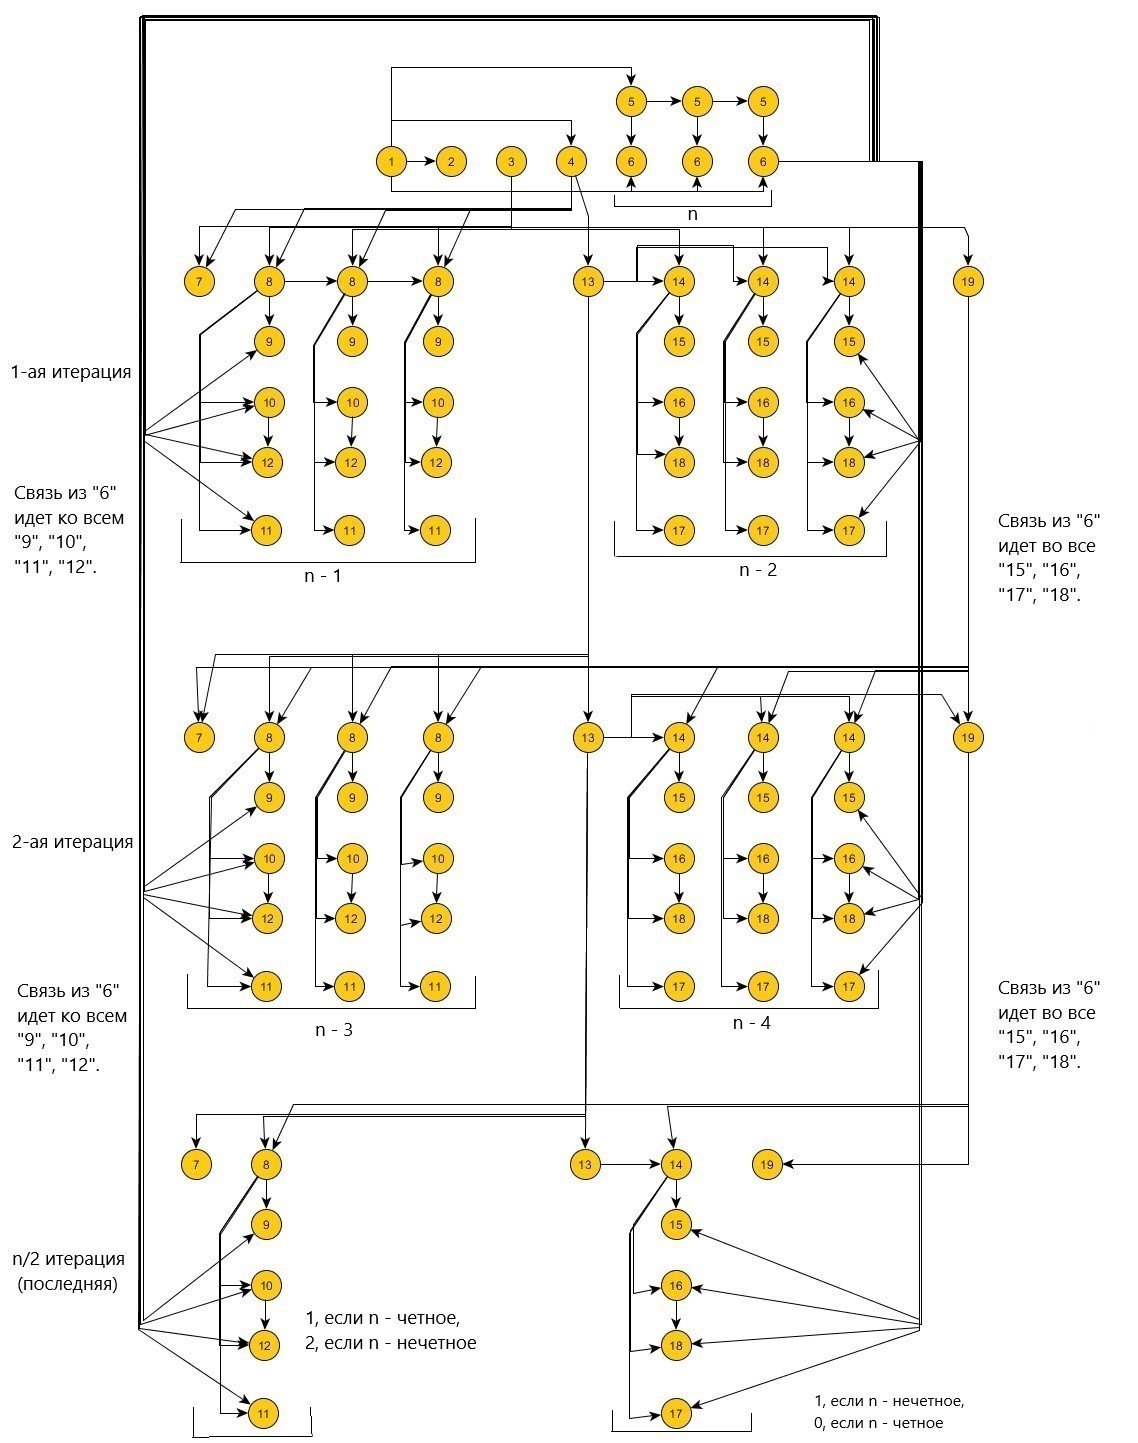 5 5 5
1 2 3 4 6 6 6
n
7 8 8 8 13 14 14 14 19
9 9 9 15 15 15
1-ая итерация
10 10 10 16 16 16
12 12 12 18 18 18
Связь из "6"
идет ко всем
"9", "10",
"11", "12".
11 11 11 17 17 17
n - 1
n - 2
Связь из "6"
идет во все
"15", "16",
"17", "18".
7 8 8 8 13 14 14 14 19
9 9 9 15 15 15
2-ая итерация
10 10 10 16 16 16
12 12 12 18 18 18
11 11 11 17 17 17
Связь из "6"
идет ко всем
"9", "10",
"11", "12".
n - 3
n - 4
Связь из "6"
идет во все
"15", "16",
"17", "18".
7 8 13 14 19
9 15
n/2 итерация
(последняя)
10 16
12 18
1, если n - четное,
2, если n - нечетное
11 17
1, если n - нечетное,
0, если n - четное